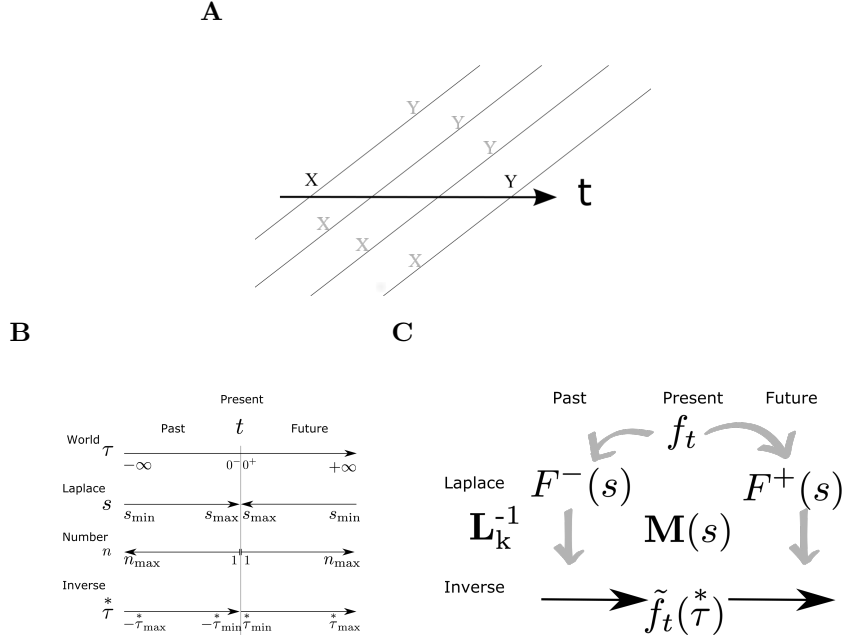 A
Y
Y
Y
X Y t
X
X
X
B
Present
Past t Future
World τ
−∞ 0⁻ 0⁺ +∞
Laplace s
s_min s_max s_max s_min
Number n
n_max 1 1 n_max
Inverse τ*
−τ*_max −τ*_min τ*_min τ*_max
C
Past Present Future
f_t
Laplace F⁻(s) F⁺(s)
L_k^-1 M(s)
Inverse f̃_t(τ*)